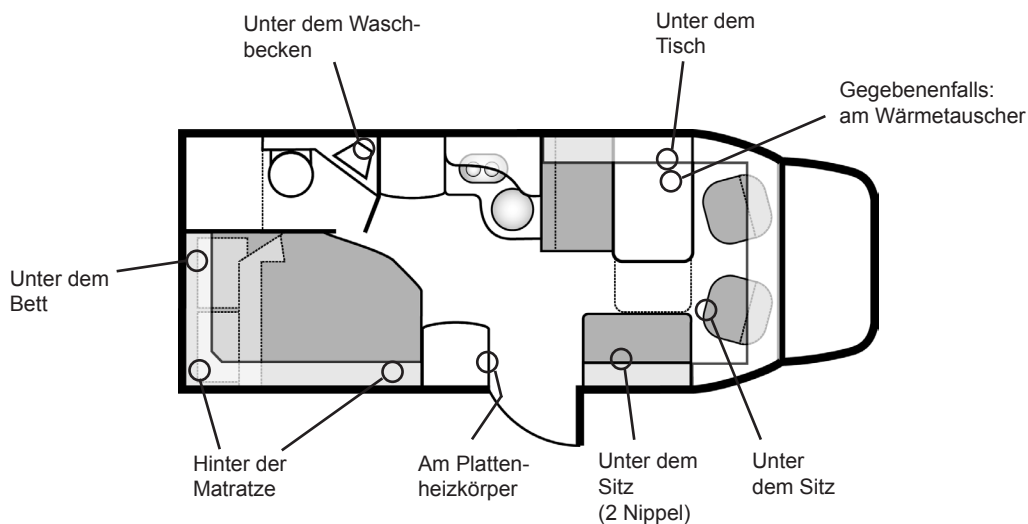 Unter dem Wasch-
becken
Unter dem
Tisch
Gegebenenfalls:
am Wärmetauscher
Unter dem
Bett
Hinter der
Matratze
Am Platten-
heizkörper
Unter dem
Sitz
(2 Nippel)
Unter
dem Sitz